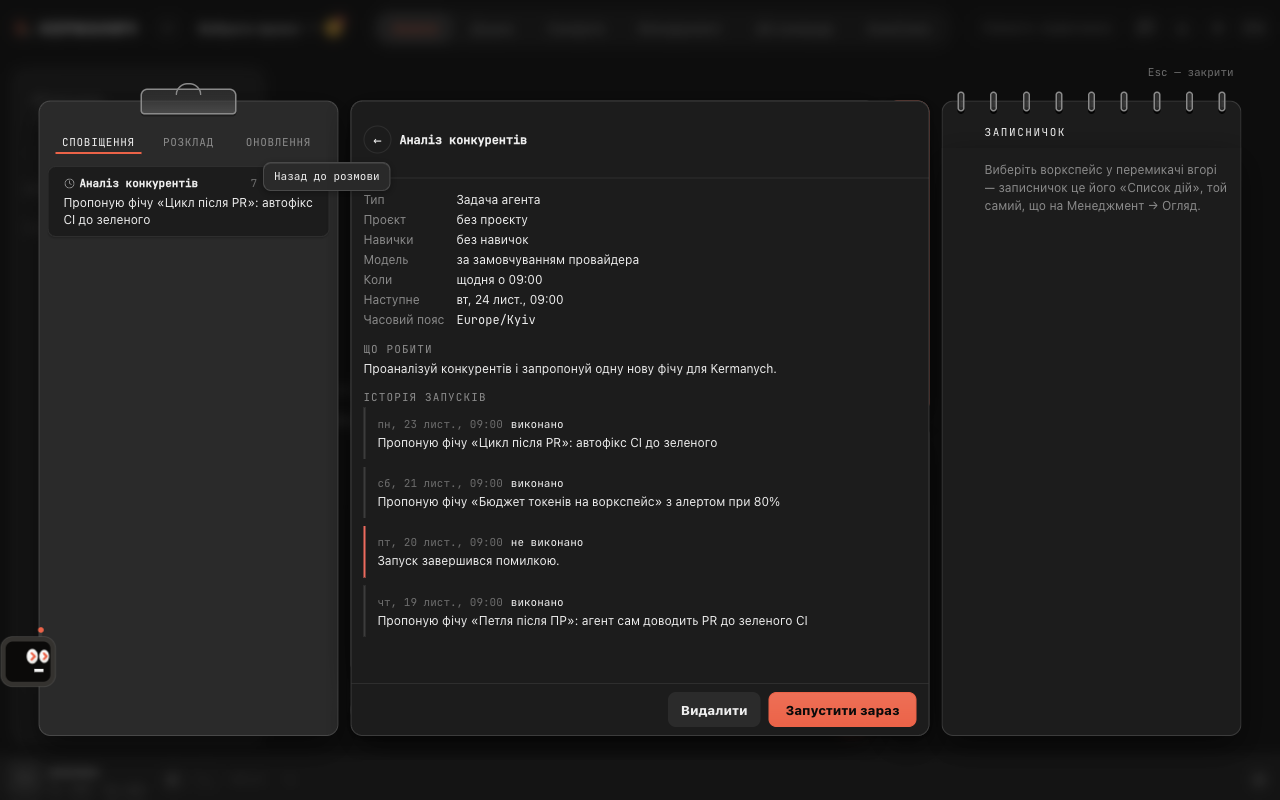 Esc — закрити
СПОВІЩЕННЯ РОЗКЛАД ОНОВЛЕННЯ
Аналіз конкурентів 7
Пропоную фічу «Цикл після PR»: автофікс
CI до зеленого
← Аналіз конкурентів
Назад до розмови
Тип Задача агента
Проєкт без проєкту
Навички без навичок
Модель за замовчуванням провайдера
Коли щодня о 09:00
Наступне вт, 24 лист., 09:00
Часовий пояс Europe/Kyiv
ЩО РОБИТИ
Проаналізуй конкурентів і запропонуй одну нову фічу для Kermanych.
ІСТОРІЯ ЗАПУСКІВ
пн, 23 лист., 09:00 виконано
Пропоную фічу «Цикл після PR»: автофікс CI до зеленого
сб, 21 лист., 09:00 виконано
Пропоную фічу «Бюджет токенів на воркспейс» з алертом при 80%
пт, 20 лист., 09:00 не виконано
Запуск завершився помилкою.
чт, 19 лист., 09:00 виконано
Пропоную фічу «Петля після ПР»: агент сам доводить PR до зеленого CI
Видалити Запустити зараз
ЗАПИСНИЧОК
Виберіть воркспейс у перемикачі вгорі
— записничок це його «Список дій», той
самий, що на Менеджмент → Огляд.